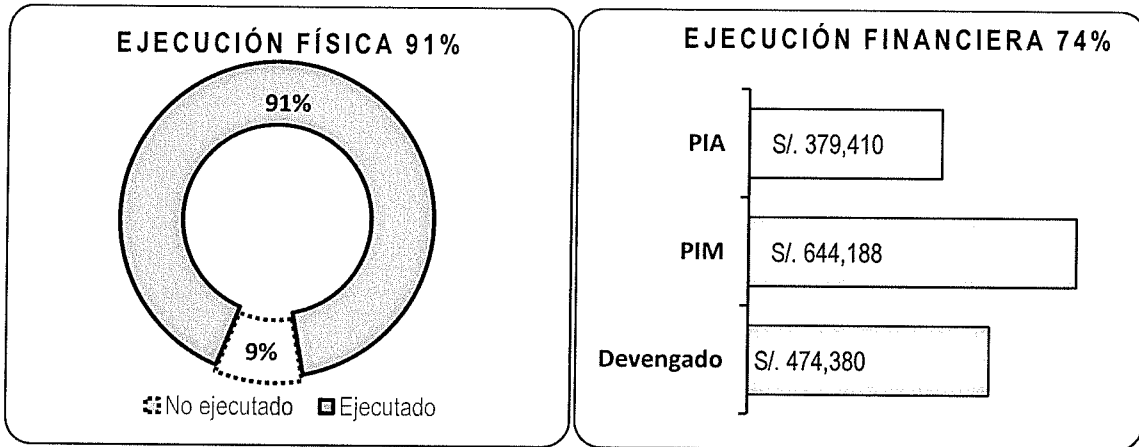 EJECUCIÓN FÍSICA 91%
91%
9%
No ejecutado Ejecutado
EJECUCIÓN FINANCIERA 74%
PIA S/. 379,410
PIM S/. 644,188
Devengado S/. 474,380